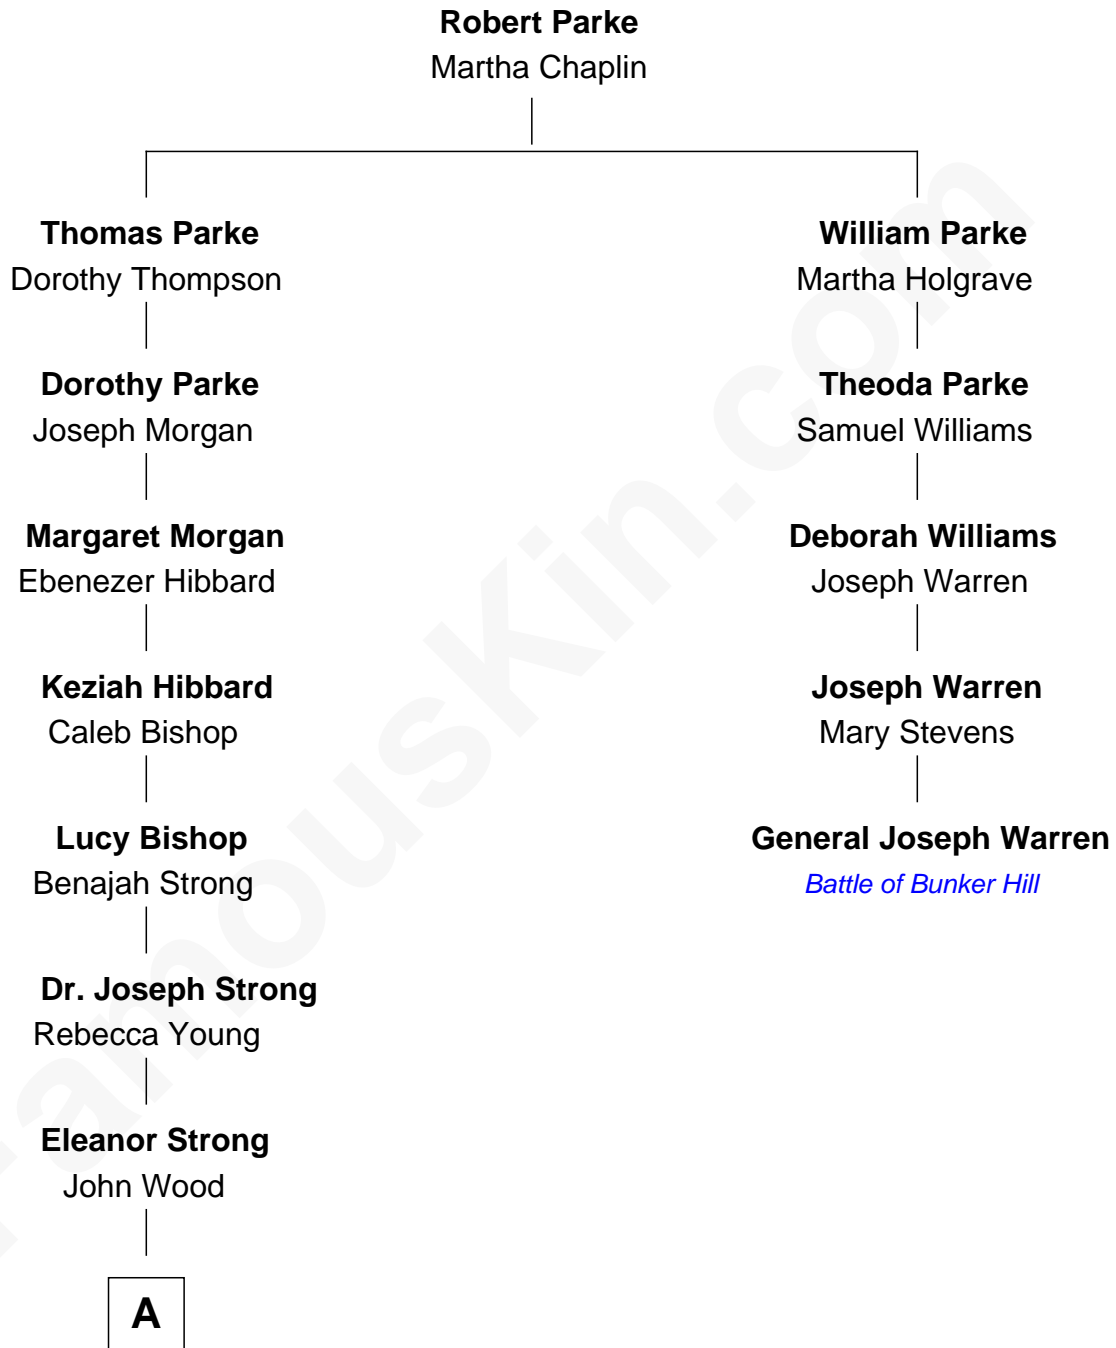 Robert Parke
Martha Chaplin
Thomas Parke
Dorothy Thompson
William Parke
Martha Holgrave
Dorothy Parke
Joseph Morgan
Theoda Parke
Samuel Williams
Margaret Morgan
Ebenezer Hibbard
Deborah Williams
Joseph Warren
Keziah Hibbard
Caleb Bishop
Joseph Warren
Mary Stevens
Lucy Bishop
Benajah Strong
General Joseph Warren
Battle of Bunker Hill
Dr. Joseph Strong
Rebecca Young
Eleanor Strong
John Wood
A
FamousKin.com